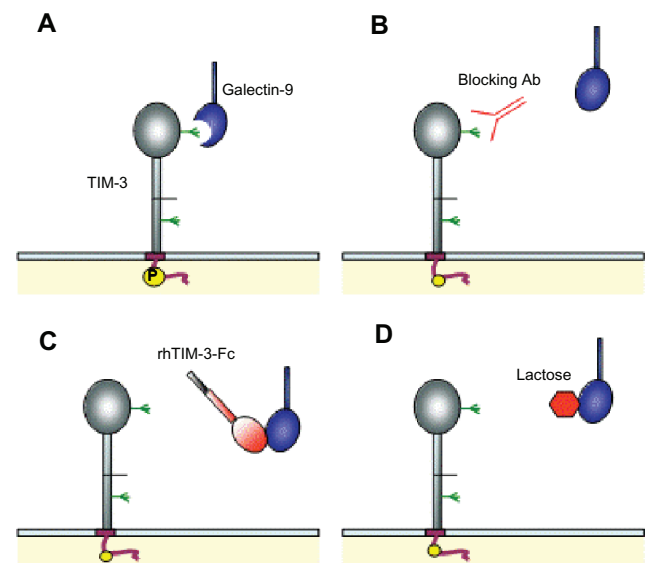 A
Galectin-9
TIM-3
P
B
Blocking Ab
C
rhTIM-3-Fc
D
Lactose